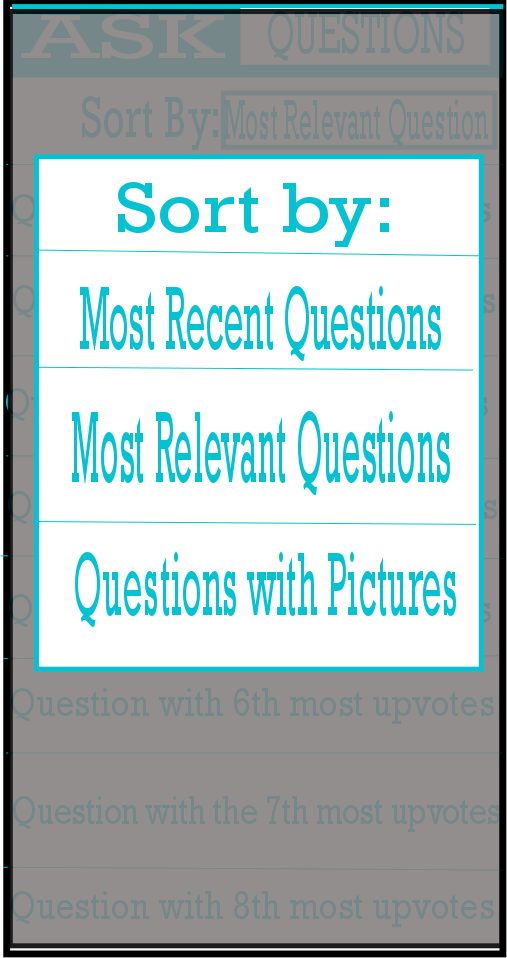 ASK
QUESTIONS
Sort By: Most Relevant Question
Sort by:
Most Recent Questions
Most Relevant Questions
Questions with Pictures
Question with 6th most upvotes
Question with the 7th most upvotes
Question with 8th most upvotes